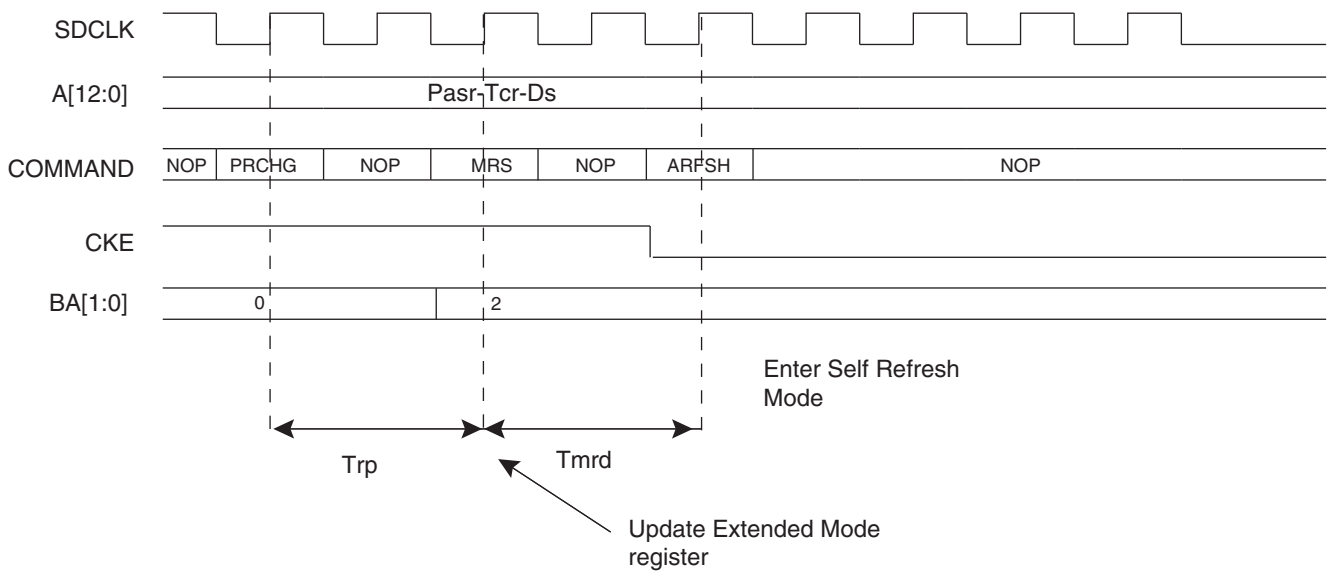 SDCLK
A[12:0] Pasr-Tcr-Ds
COMMAND NOP PRCHG NOP MRS NOP ARFSH NOP
CKE
BA[1:0] 0 2
Enter Self Refresh
Mode
Trp Tmrd
Update Extended Mode
register